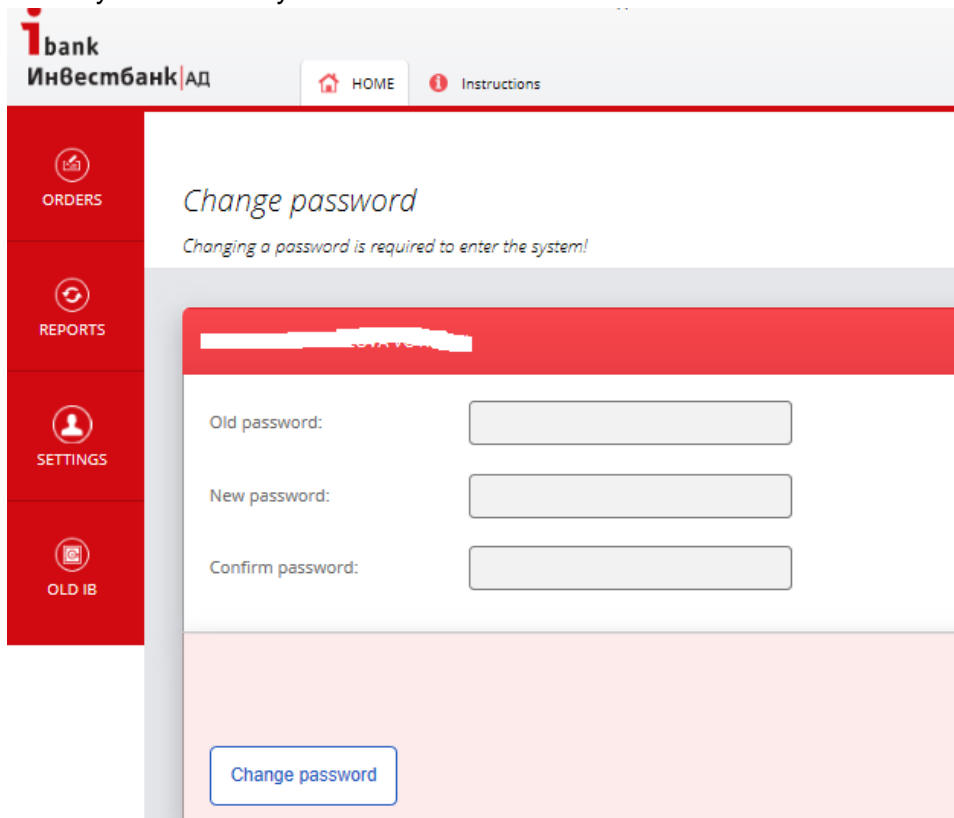 ibank
Инвестбанк|АД
HOME
Instructions
ORDERS
Change password
Changing a password is required to enter the system!
REPORTS
Old password:
SETTINGS
New password:
Confirm password:
OLD IB
Change password